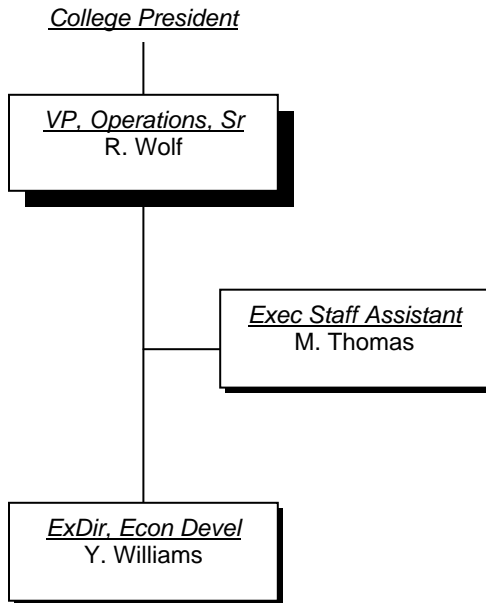 College President
VP, Operations, Sr
R. Wolf
Exec Staff Assistant
M. Thomas
ExDir, Econ Devel
Y. Williams